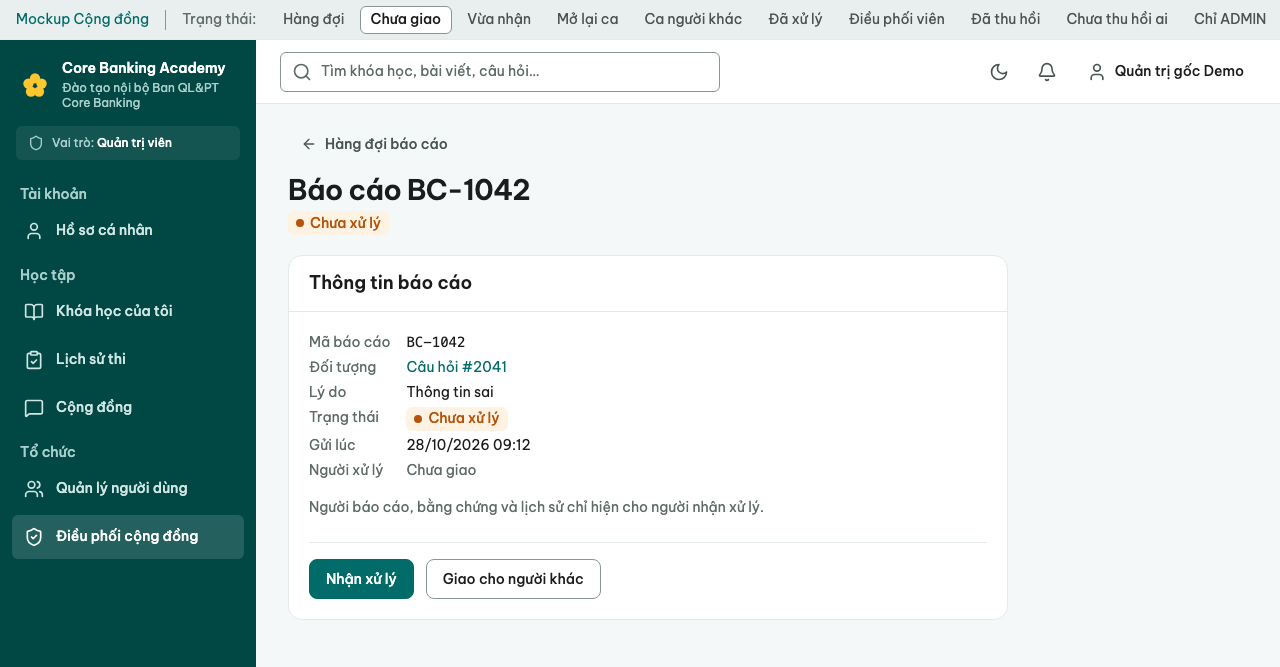 Mockup Cộng đồng
Trạng thái:
Hàng đợi
Chưa giao
Vừa nhận
Mở lại ca
Ca người khác
Đã xử lý
Điều phối viên
Đã thu hồi
Chưa thu hồi ai
Chỉ ADMIN
Core Banking Academy
Đào tạo nội bộ Ban QL&PT
Core Banking
Vai trò: Quản trị viên
Tài khoản
Hồ sơ cá nhân
Học tập
Khóa học của tôi
Lịch sử thi
Cộng đồng
Tổ chức
Quản lý người dùng
Điều phối cộng đồng
Tìm khóa học, bài viết, câu hỏi...
Quản trị gốc Demo
Hàng đợi báo cáo
Báo cáo BC-1042
Chưa xử lý
Thông tin báo cáo
Mã báo cáo BC-1042
Đối tượng Câu hỏi #2041
Lý do Thông tin sai
Trạng thái Chưa xử lý
Gửi lúc 28/10/2026 09:12
Người xử lý Chưa giao
Người báo cáo, bằng chứng và lịch sử chỉ hiện cho người nhận xử lý.
Nhận xử lý
Giao cho người khác